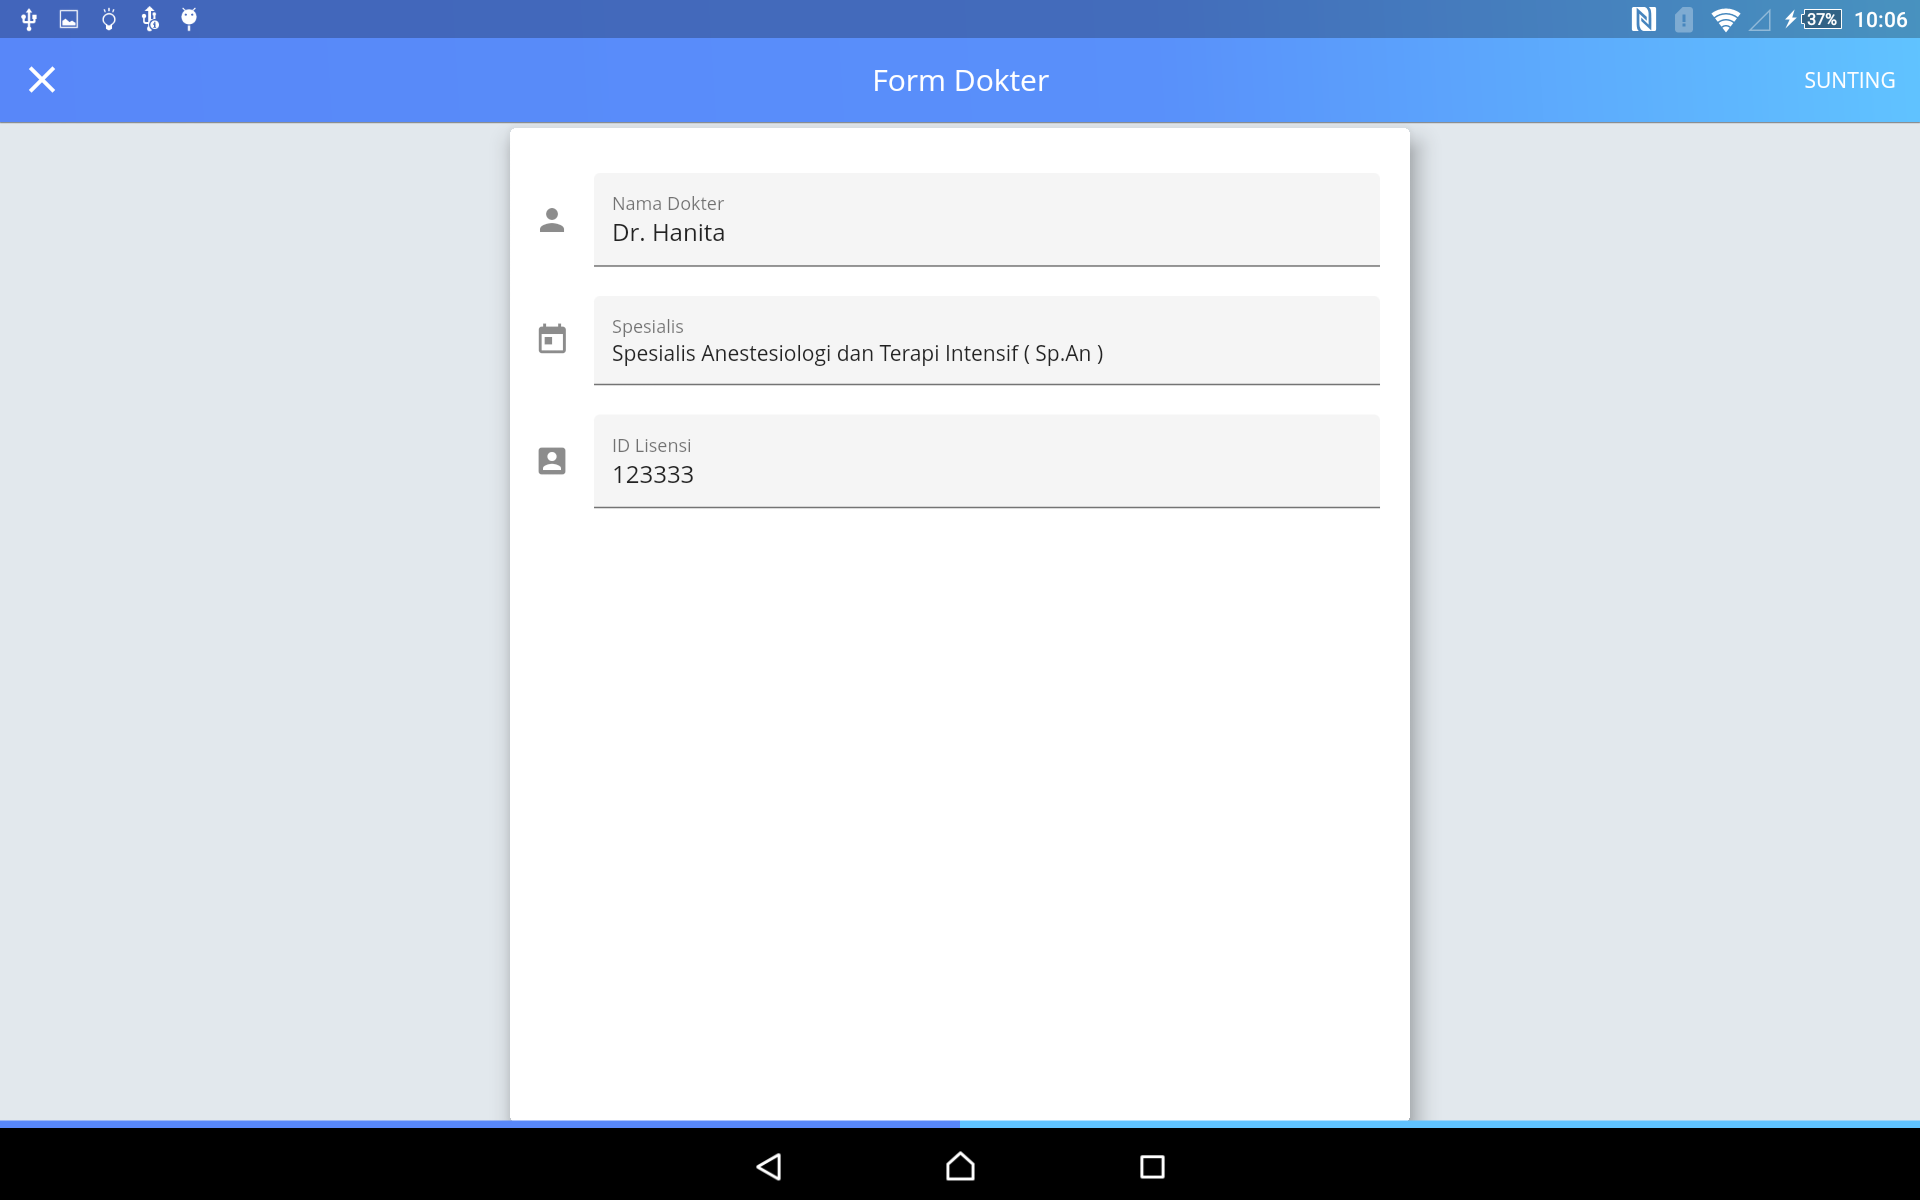 37% 10:06
Form Dokter SUNTING
Nama Dokter
Dr. Hanita
Spesialis
Spesialis Anestesiologi dan Terapi Intensif ( Sp.An )
ID Lisensi
123333